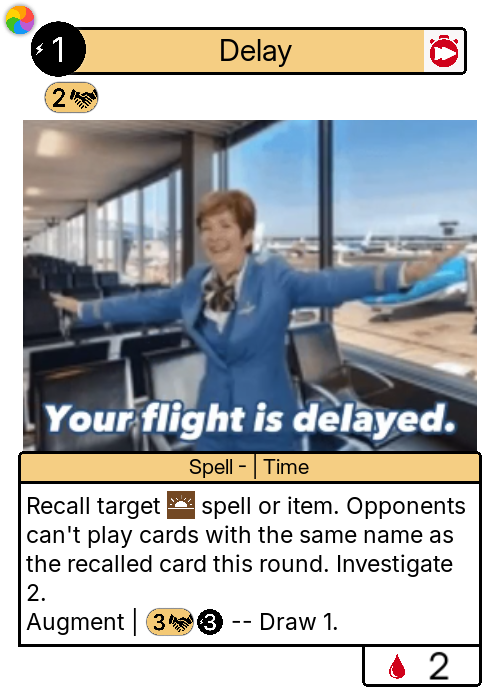 1
Delay
2
Your flight is delayed.
Spell - | Time
Recall target spell or item. Opponents
can't play cards with the same name as
the recalled card this round. Investigate
2.
Augment | 3 3 -- Draw 1.
2